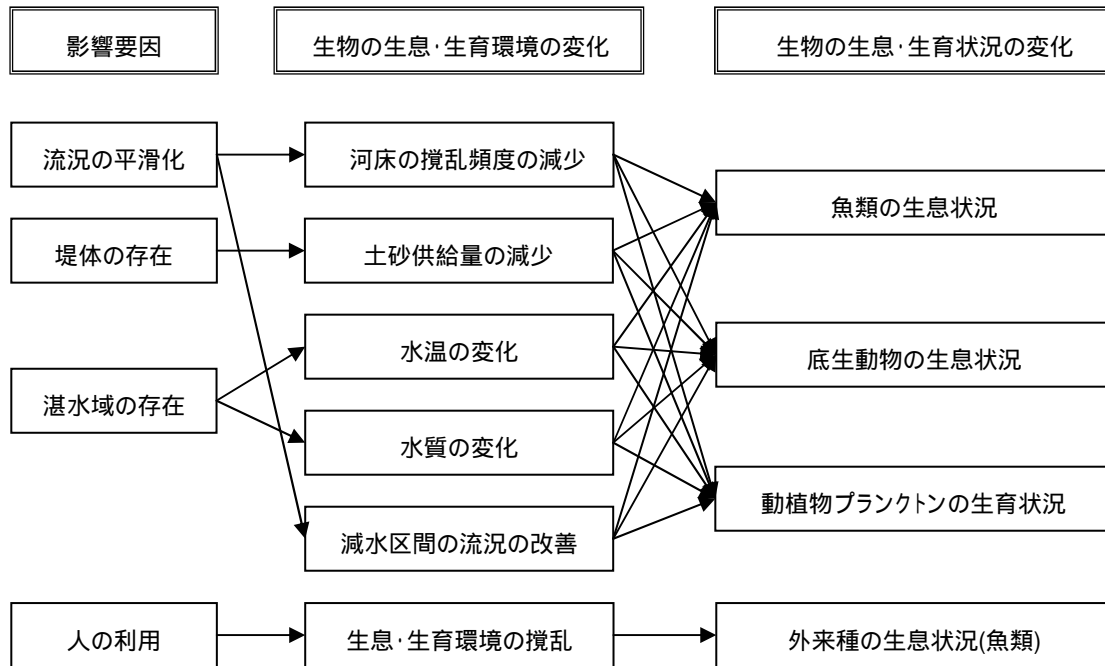 影響要因
生物の生息･生育環境の変化
生物の生息･生育状況の変化
流況の平滑化
河床の撹乱頻度の減少
魚類の生息状況
堤体の存在
土砂供給量の減少
水温の変化
底生動物の生息状況
湛水域の存在
水質の変化
動植物プランクトンの生育状況
減水区間の流況の改善
人の利用
生息･生育環境の撹乱
外来種の生息状況(魚類)